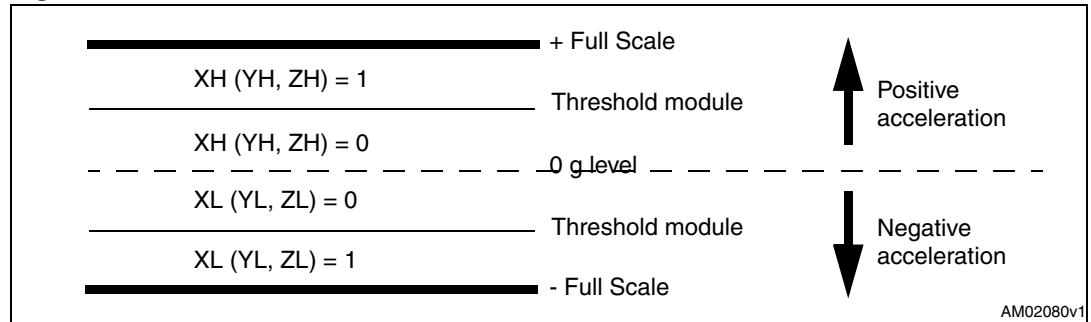 + Full Scale
XH (YH, ZH) = 1
Threshold module
Positive
acceleration
XH (YH, ZH) = 0
0 g level
XL (YL, ZL) = 0
Threshold module
Negative
acceleration
XL (YL, ZL) = 1
- Full Scale
AM02080v1